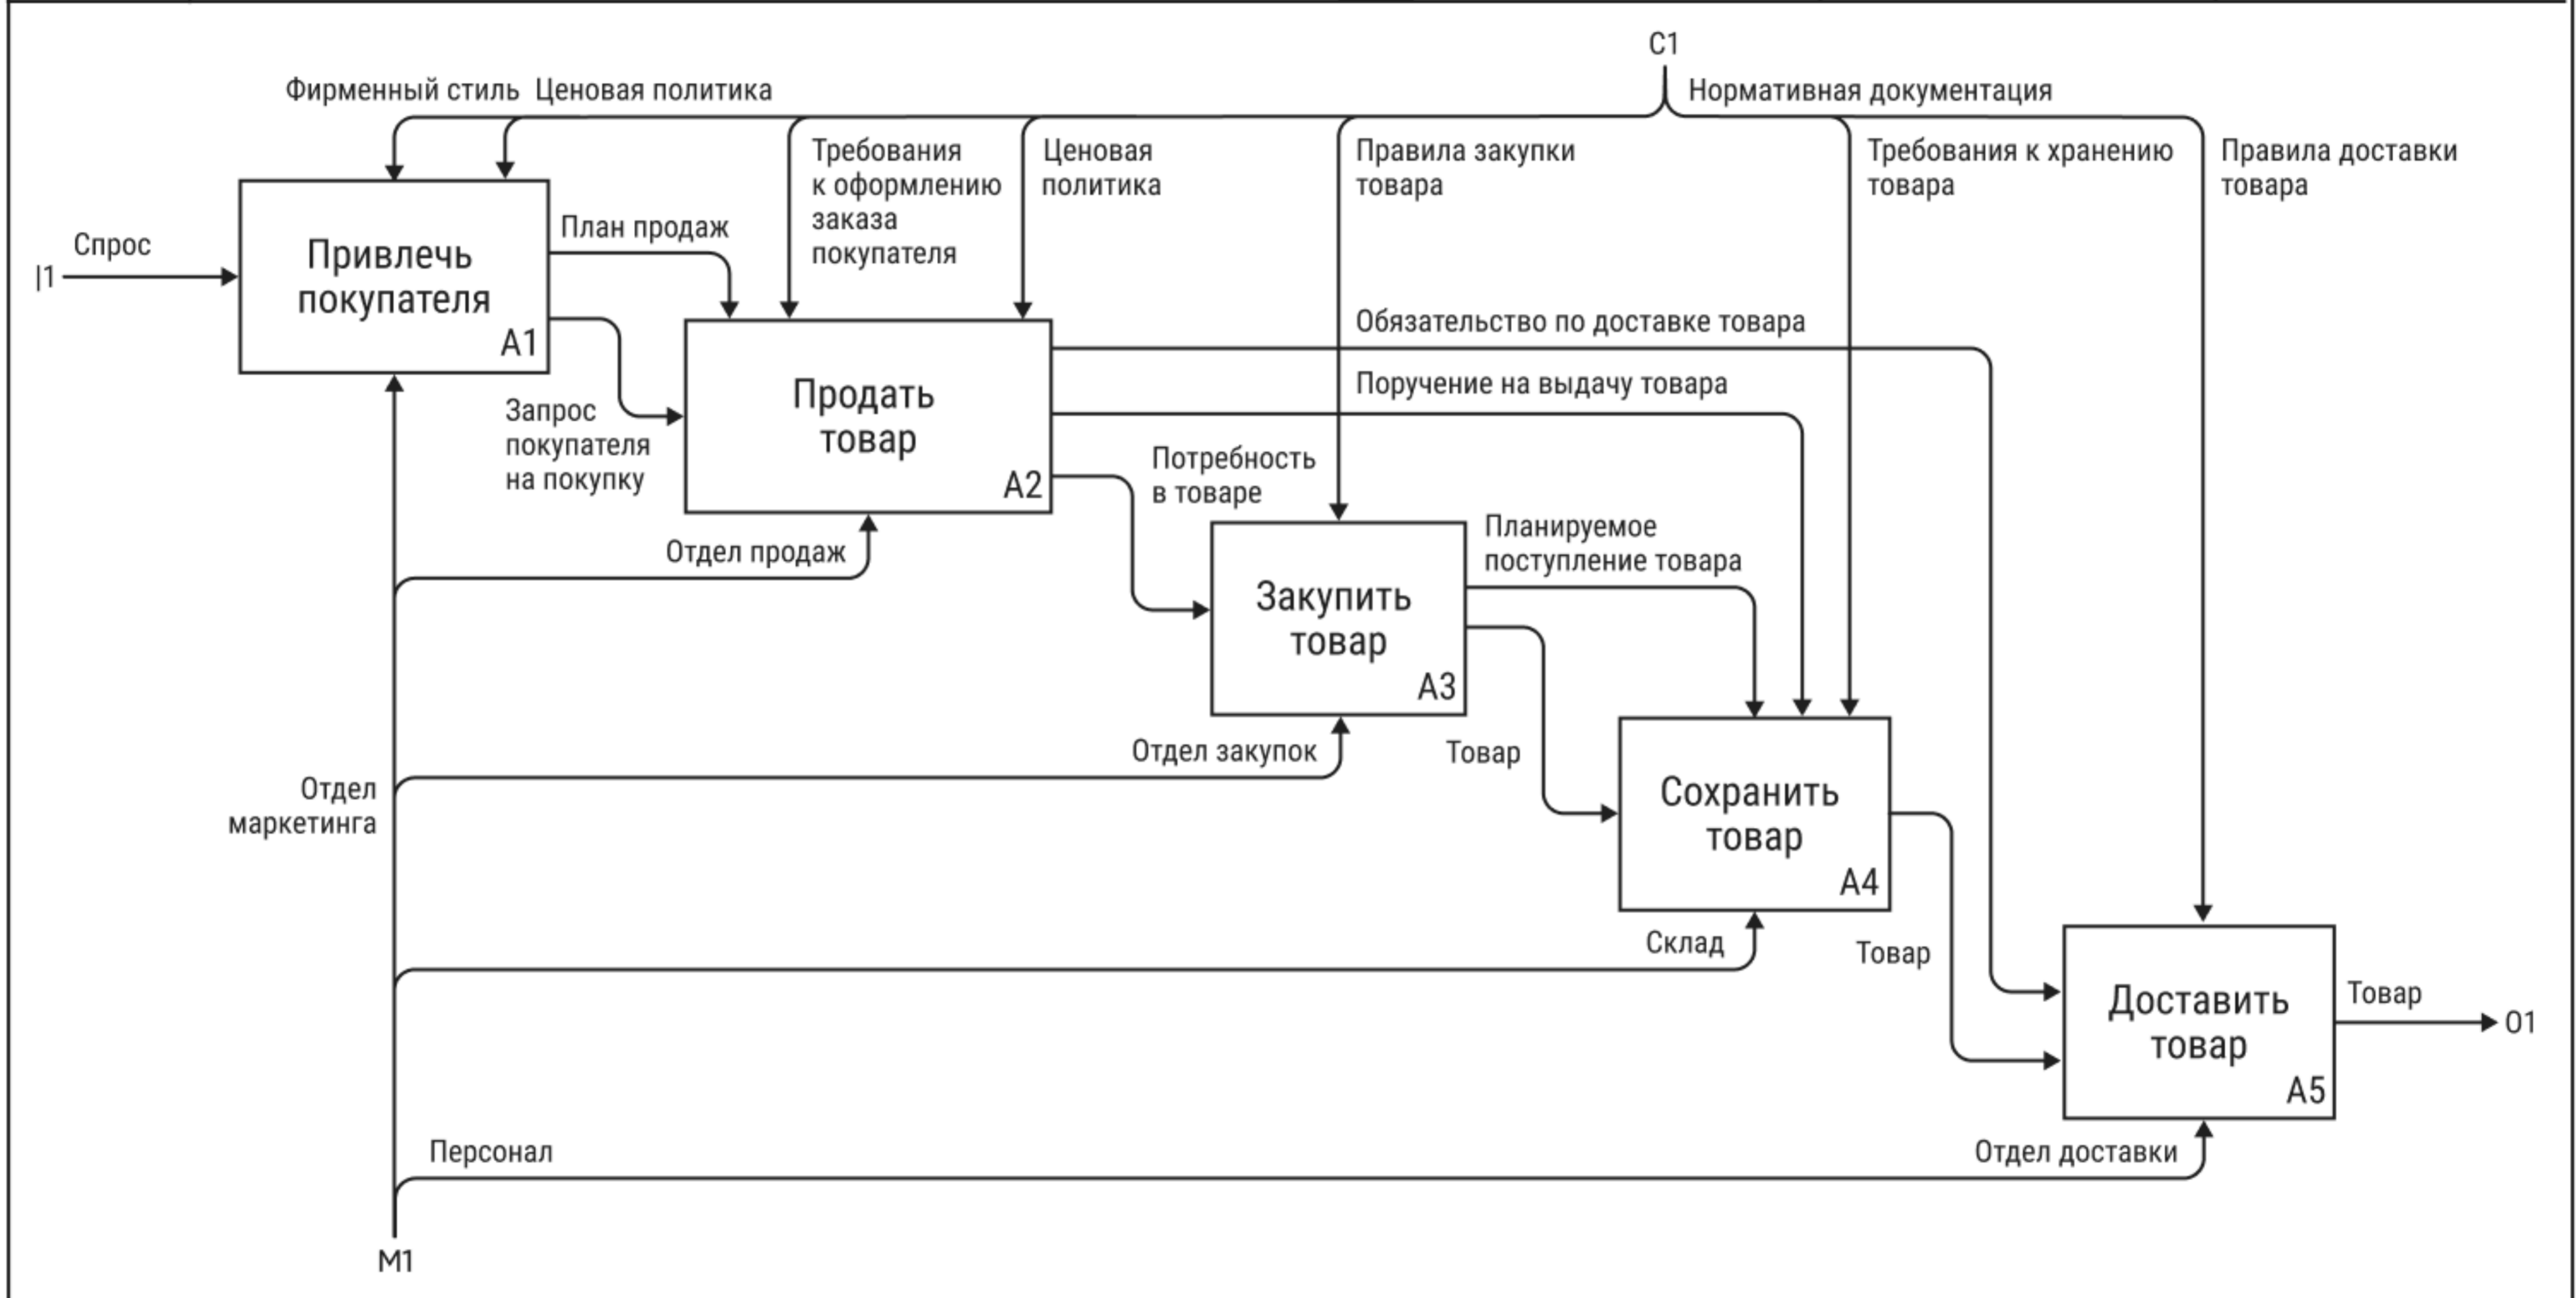 C1
Фирменный стиль
Ценовая политика
Нормативная документация
Требования
к оформлению
заказа
покупателя
Ценовая
политика
Правила закупки
товара
Требования к хранению
товара
Правила доставки
товара
I1
Спрос
Привлечь
покупателя
A1
План продаж
Запрос
покупателя
на покупку
Продать
товар
A2
Обязательство по доставке товара
Поручение на выдачу товара
Потребность
в товаре
Отдел продаж
Закупить
товар
A3
Планируемое
поступление товара
Отдел закупок
Товар
Отдел
маркетинга
Сохранить
товар
A4
Склад
Товар
Доставить
товар
A5
Товар
O1
Персонал
Отдел доставки
M1